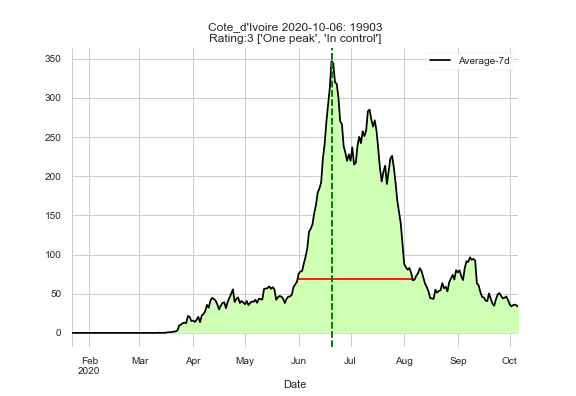 Cote_d'Ivoire 2020-10-06: 19903
Rating:3 ['One peak', 'In control']
Average-7d
350
300
250
200
150
100
50
0
Feb Mar Apr May Jun Jul Aug Sep Oct
2020
Date